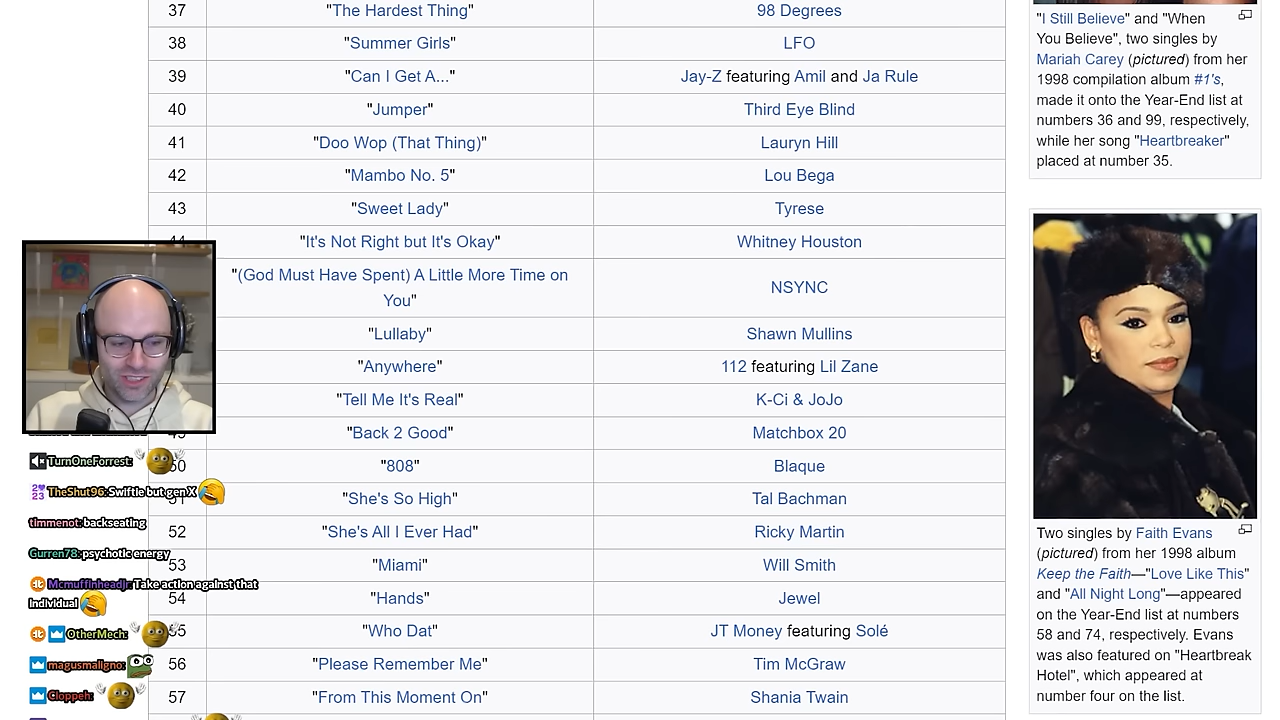 37 "The Hardest Thing" 98 Degrees
38 "Summer Girls" LFO
39 "Can I Get A..." Jay-Z featuring Amil and Ja Rule
40 "Jumper" Third Eye Blind
41 "Doo Wop (That Thing)" Lauryn Hill
42 "Mambo No. 5" Lou Bega
43 "Sweet Lady" Tyrese
"It's Not Right but It's Okay" Whitney Houston
"(God Must Have Spent) A Little More Time on
You" NSYNC
"Lullaby" Shawn Mullins
"Anywhere" 112 featuring Lil Zane
"Tell Me It's Real" K-Ci & JoJo
"Back 2 Good" Matchbox 20
50 "808" Blaque
51 "She's So High" Tal Bachman
52 "She's All I Ever Had" Ricky Martin
53 "Miami" Will Smith
54 "Hands" Jewel
55 "Who Dat" JT Money featuring Solé
56 "Please Remember Me" Tim McGraw
57 "From This Moment On" Shania Twain
"I Still Believe" and "When
You Believe", two singles by
Mariah Carey (pictured) from her
1998 compilation album #1's,
made it onto the Year-End list at
numbers 36 and 99, respectively,
while her song "Heartbreaker"
placed at number 35.
Two singles by Faith Evans
(pictured) from her 1998 album
Keep the Faith—"Love Like This"
and "All Night Long"—appeared
on the Year-End list at numbers
58 and 74, respectively. Evans
was also featured on "Heartbreak
Hotel", which appeared at
number four on the list.
TurnOneForrest:
TheShut96: Swiftie but gen X
timmenot: backseating
Gurren78: psychotic energy
Mcmuffinheadjr: Take action against that
individual
OtherMech:
magusmaligno:
Cloppeh: